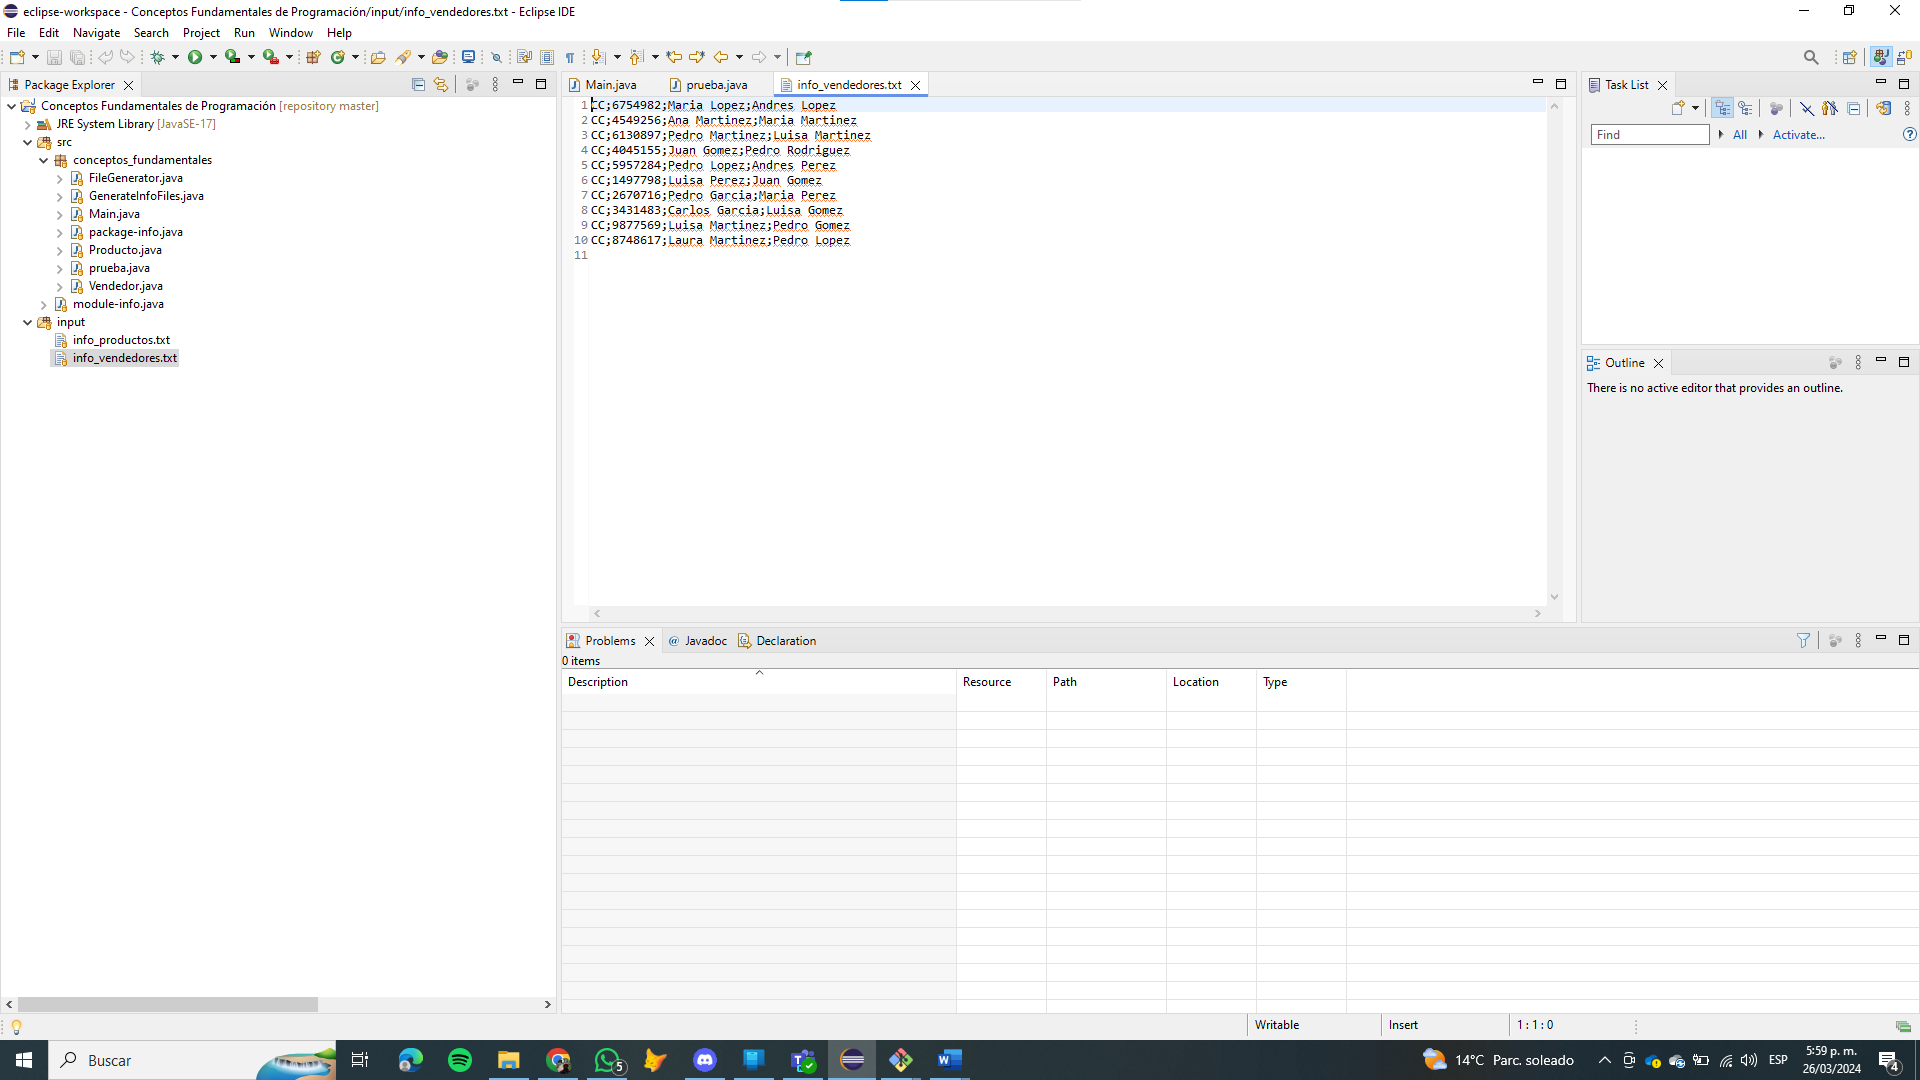 eclipse-workspace - Conceptos Fundamentales de Programación/input/info_vendedores.txt - Eclipse IDE
File Edit Navigate Search Project Run Window Help
Package Explorer
Conceptos Fundamentales de Programación [repository master]
JRE System Library [JavaSE-17]
src
conceptos_fundamentales
FileGenerator.java
GenerateInfoFiles.java
Main.java
package-info.java
Producto.java
prueba.java
Vendedor.java
module-info.java
input
info_productos.txt
info_vendedores.txt
Main.java prueba.java info_vendedores.txt
1 CC;6754982;Maria Lopez;Andres Lopez
2 CC;4549256;Ana Martinez;Maria Martinez
3 CC;6130897;Pedro Martinez;Luisa Martinez
4 CC;4045155;Juan Gomez;Pedro Rodriguez
5 CC;5957284;Pedro Lopez;Andres Perez
6 CC;1497798;Luisa Perez;Juan Gomez
7 CC;2670716;Pedro Garcia;Maria Perez
8 CC;3431483;Carlos Garcia;Luisa Gomez
9 CC;9877569;Luisa Martinez;Pedro Gomez
10 CC;8748617;Laura Martinez;Pedro Lopez
11
Task List
Find All Activate...
Outline
There is no active editor that provides an outline.
Problems Javadoc Declaration
0 items
Description Resource Path Location Type
Writable Insert 1 : 1 : 0
Buscar
5
14°C Parc. soleado
ESP
5:59 p. m.
26/03/2024
4